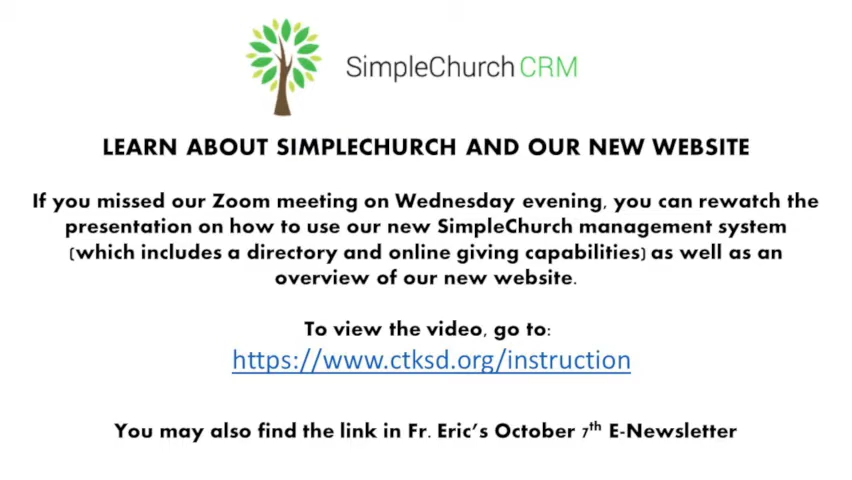 SimpleChurch CRM
LEARN ABOUT SIMPLECHURCH AND OUR NEW WEBSITE
If you missed our Zoom meeting on Wednesday evening, you can rewatch the
presentation on how to use our new SimpleChurch management system
(which includes a directory and online giving capabilities) as well as an
overview of our new website.
To view the video, go to:
https://www.ctksd.org/instruction
You may also find the link in Fr. Eric's October 7th E-Newsletter